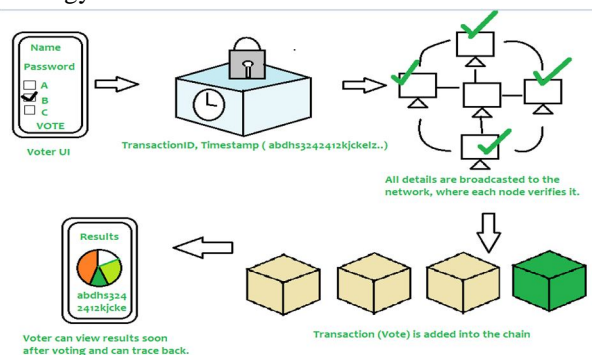 Name
Password
A
B
C
VOTE
Voter UI
TransactionID, Timestamp ( abdhs3242412kjckelz..)
All details are broadcasted to the
network, where each node verifies it.
Results
abdhs324
2412kjcke
Voter can view results soon
after voting and can trace back.
Transaction (Vote) is added into the chain